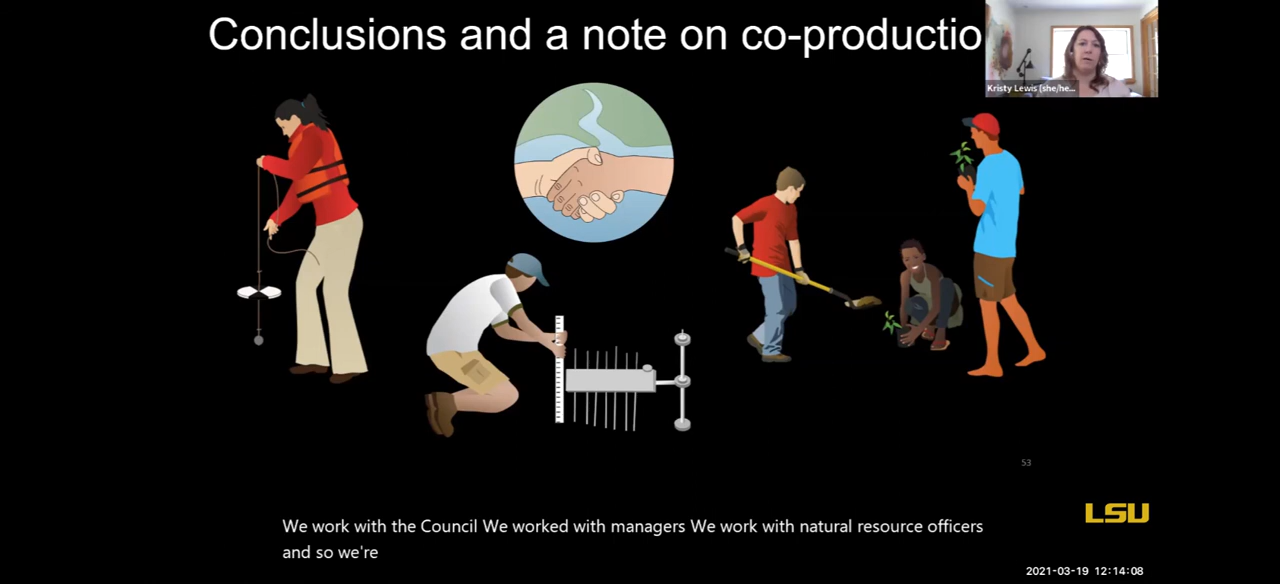 Conclusions and a note on co-productio
Kristy Lewis (she/he...
53
LSU
We work with the Council We worked with managers We work with natural resource officers
and so we're
2021-03-19 12:14:08